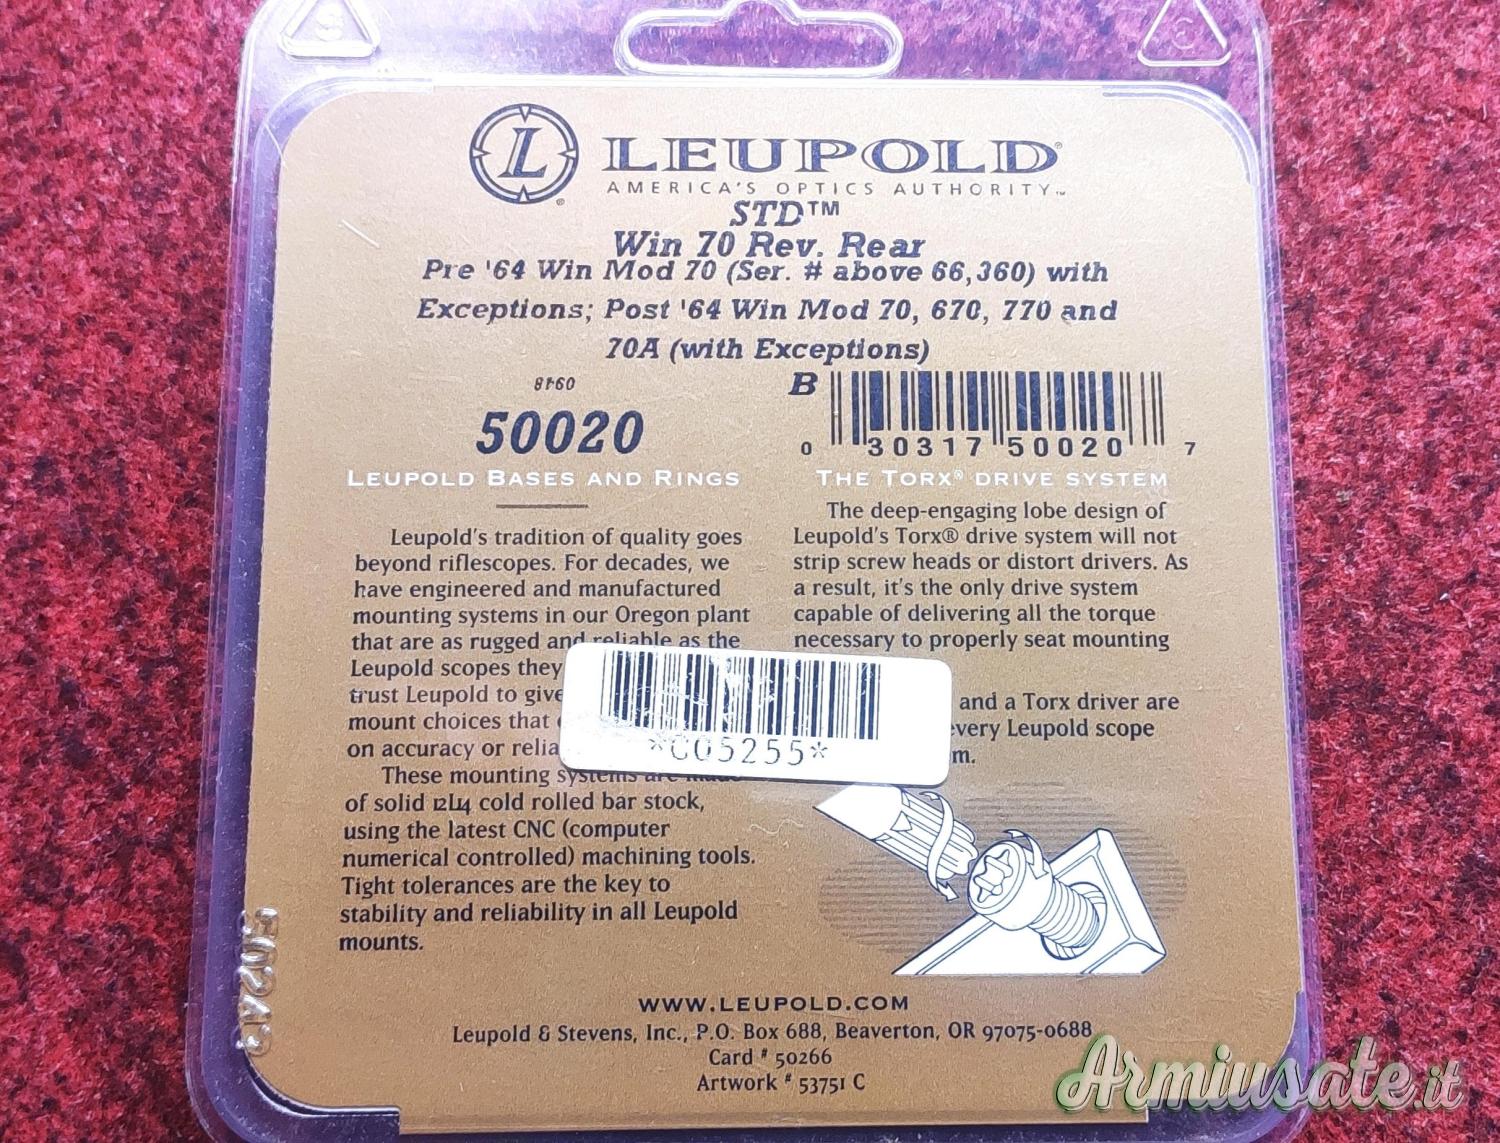 L
LEUPOLD®
AMERICA'S OPTICS AUTHORITY™
STD™
Win 70 Rev. Rear
Pre '64 Win Mod 70 (Ser. # above 66,360) with
Exceptions; Post '64 Win Mod 70, 670, 770 and
70A (with Exceptions)
8460
50020
B
0 30317 50020 7
LEUPOLD BASES AND RINGS
Leupold's tradition of quality goes
beyond riflescopes. For decades, we
have engineered and manufactured
mounting systems in our Oregon plant
that are as rugged and reliable as the
Leupold scopes they
trust Leupold to give
mount choices that
on accuracy or
These mounting systems are made
of solid 12L14 cold rolled bar stock,
using the latest CNC (computer
numerical controlled) machining tools.
Tight tolerances are the key to
stability and reliability in all Leupold
mounts.
THE TORX® DRIVE SYSTEM
The deep-engaging lobe design of
Leupold's Torx® drive system will not
strip screw heads or distort drivers. As
a result, it's the only drive system
capable of delivering all the torque
necessary to properly seat mounting
and a Torx driver are
every Leupold scope
*C05255*
WWW.LEUPOLD.COM
Leupold & Stevens, Inc., P.O. Box 688, Beaverton, OR 97075-0688
Card # 50266
Artwork # 53751 C
Armiusate.it